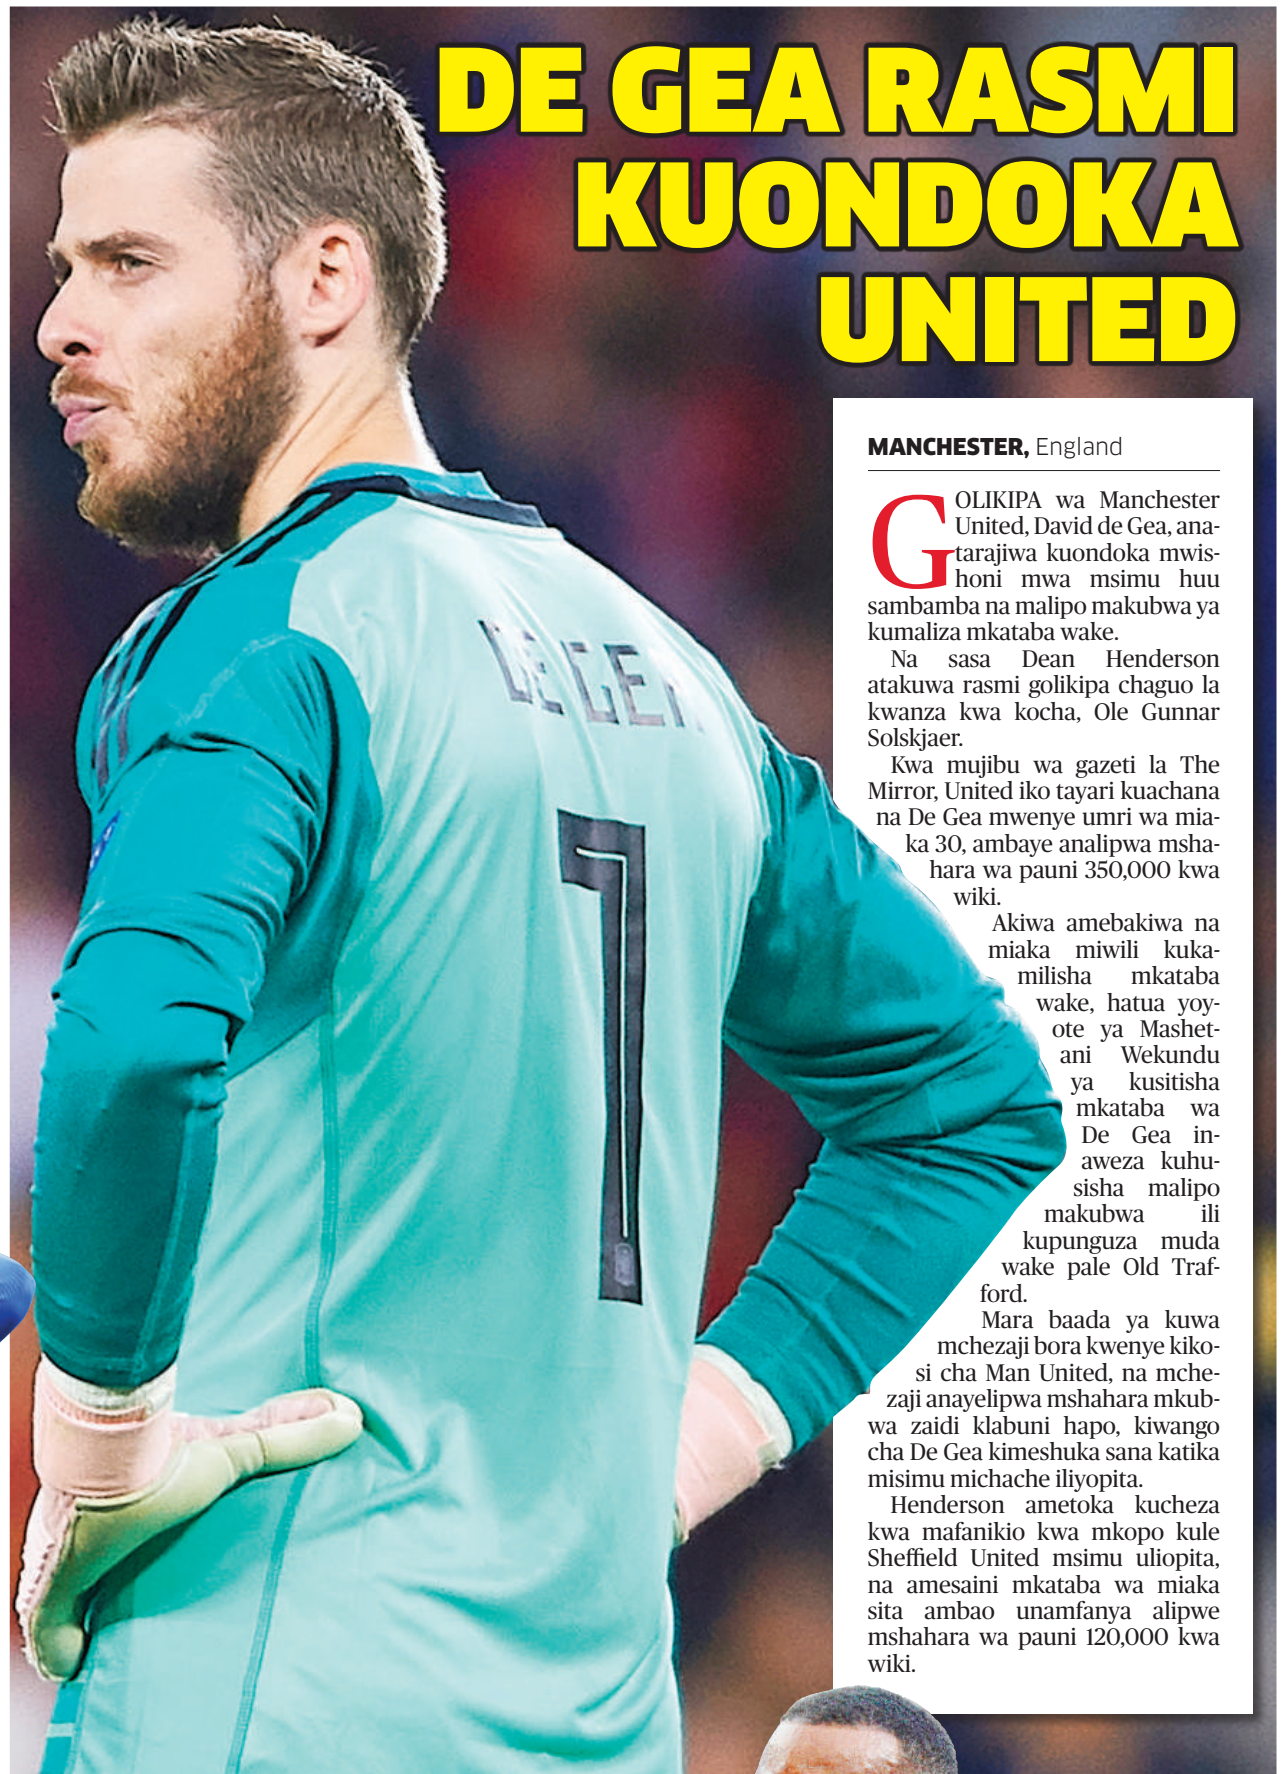 DE GEA RASMI
KUONDOKA
UNITED
MANCHESTER, England
GOLIKIPA wa Manchester
United, David de Gea, ana-
tarajiwa kuondoka mwis-
honi mwa msimu huu
sambamba na malipo makubwa ya
kumaliza mkataba wake.
Na sasa Dean Henderson
atakuwa rasmi golikipa chaguo la
kwanza kwa kocha, Ole Gunnar
Solskjaer.
Kwa mujibu wa gazeti la The
Mirror, United iko tayari kuachana
na De Gea mwenye umri wa mia-
ka 30, ambaye analipwa msha-
hara wa pauni 350,000 kwa
wiki.
Akiwa amebakiwa na
miaka miwili kuka-
milisha mkataba
wake, hatua yoy-
ote ya Mashet-
ani Wekundu
ya kusitisha
mkataba wa
De Gea in-
aweza kuhu-
sisha malipo
makubwa ili
kupunguza muda
wake pale Old Traf-
ford.
Mara baada ya kuwa
mchezaji bora kwenye kiko-
si cha Man United, na mche-
zaji anayelipwa mshahara mkub-
wa zaidi klabuni hapo, kiwango
cha De Gea kimeshuka sana katika
misimu michache iliyopita.
Henderson ametoka kucheza
kwa mafanikio kwa mkopo kule
Sheffield United msimu uliopita,
na amesaini mkataba wa miaka
sita ambao unamfanya alipwe
mshahara wa pauni 120,000 kwa
wiki.
DE GEA
1